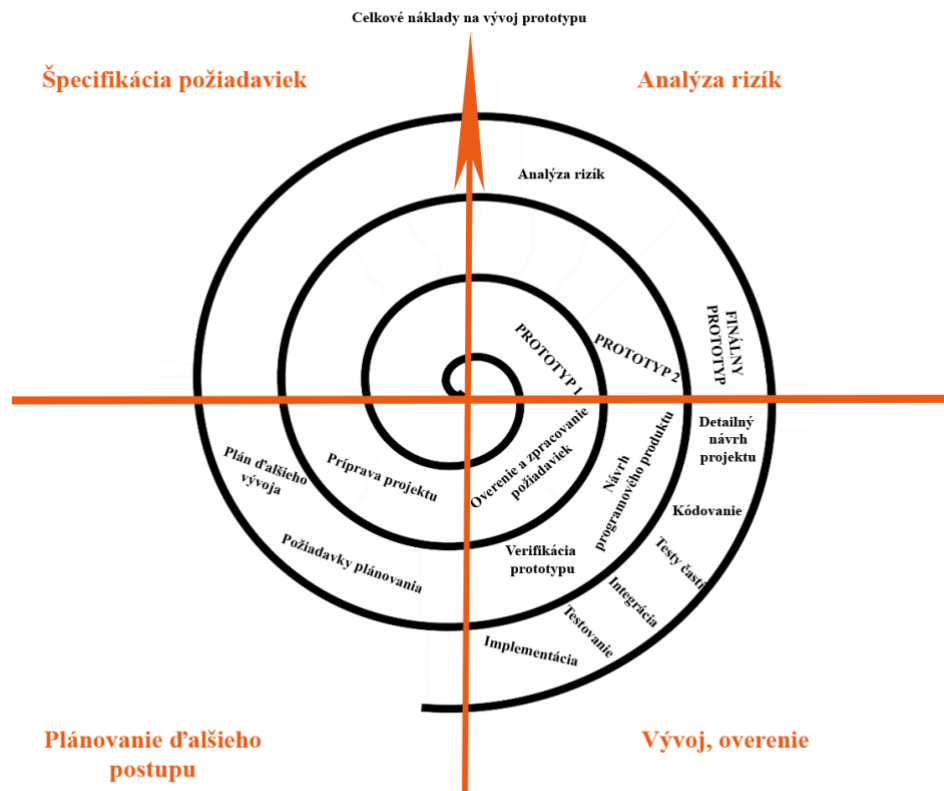 Celkové náklady na vývoj prototypu
Špecifikácia požiadaviek
Analýza rizík
Analýza rizík
PROTOTYP 1
PROTOTYP 2
FINÁLNY
PROTOTYP
Overenie a zpracovanie
požiadaviek
Návrh
programového produktu
Detailný
návrh
projektu
Príprava projektu
Plán ďalšieho
vývoja
Kódovanie
Požiadavky plánovania
Verifikácia
prototypu
Testy častí
Integrácia
Testovanie
Implementácia
Plánovanie ďalšieho
postupu
Vývoj, overenie